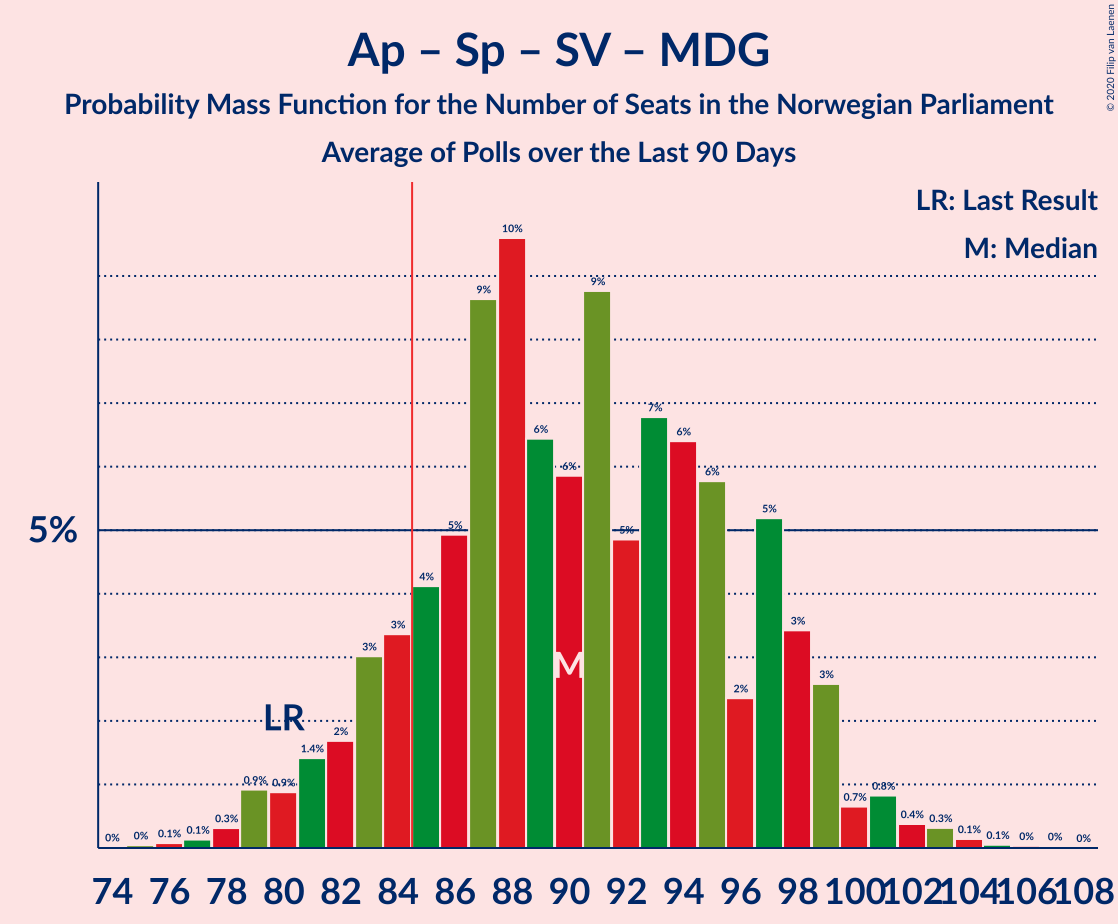 Ap – Sp – SV – MDG
Probability Mass Function for the Number of Seats in the Norwegian Parliament
Average of Polls over the Last 90 Days
© 2020 Filip van Laenen
LR: Last Result
M: Median
5%
LR
M
0% 0% 0.1% 0.1% 0.3% 0.9% 0.9% 1.4% 2% 3% 3% 4% 5% 9% 10% 6% 6% 9% 5% 7% 6% 6% 2% 5% 3% 3% 0.7% 0.8% 0.4% 0.3% 0.1% 0.1% 0% 0% 0%
74 76 78 80 82 84 86 88 90 92 94 96 98 100 102 104 106 108